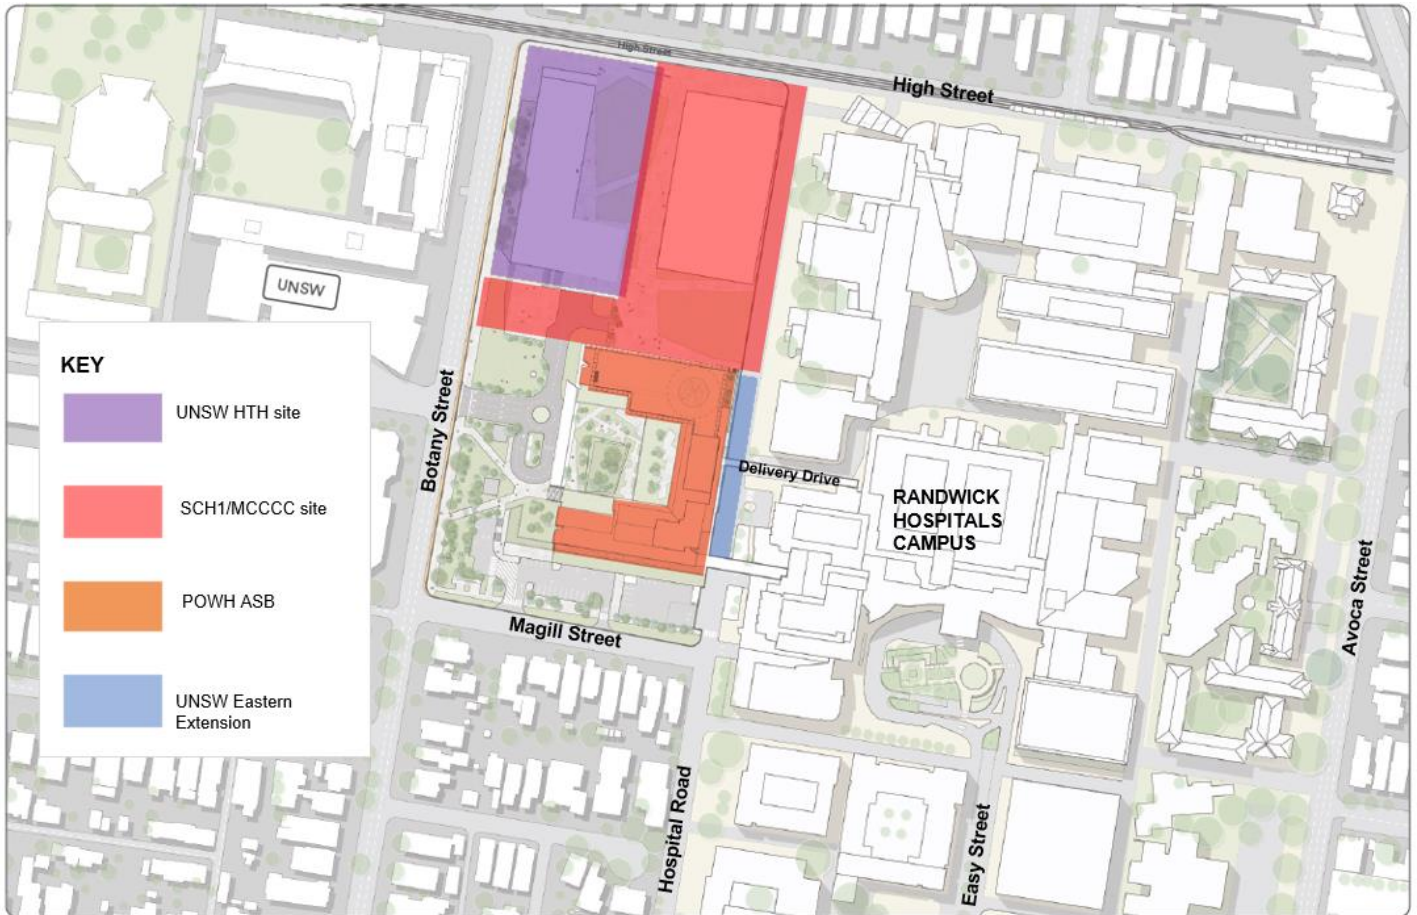 High Street
High Street
UNSW
KEY
UNSW HTH site
SCH1/MCCCC site
POWH ASB
UNSW Eastern
Extension
Botany Street
Delivery Drive
RANDWICK
HOSPITALS
CAMPUS
Avoca Street
Magill Street
Hospital Road
Easy Street